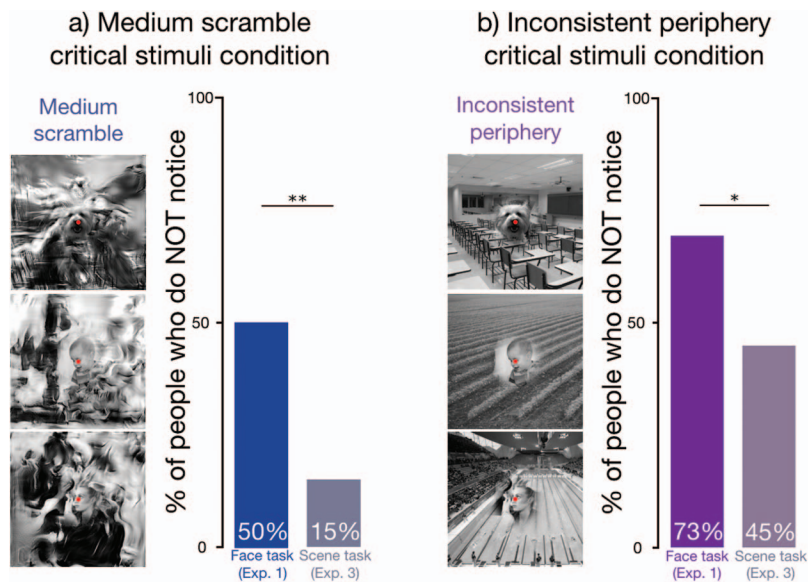 a) Medium scramble
critical stimuli condition
Medium
scramble
% of people who do NOT notice
100
50
0
**
50%
15%
Face task
(Exp. 1)
Scene task
(Exp. 3)
b) Inconsistent periphery
critical stimuli condition
Inconsistent
periphery
% of people who do NOT notice
100
50
0
*
73%
45%
Face task
(Exp. 1)
Scene task
(Exp. 3)